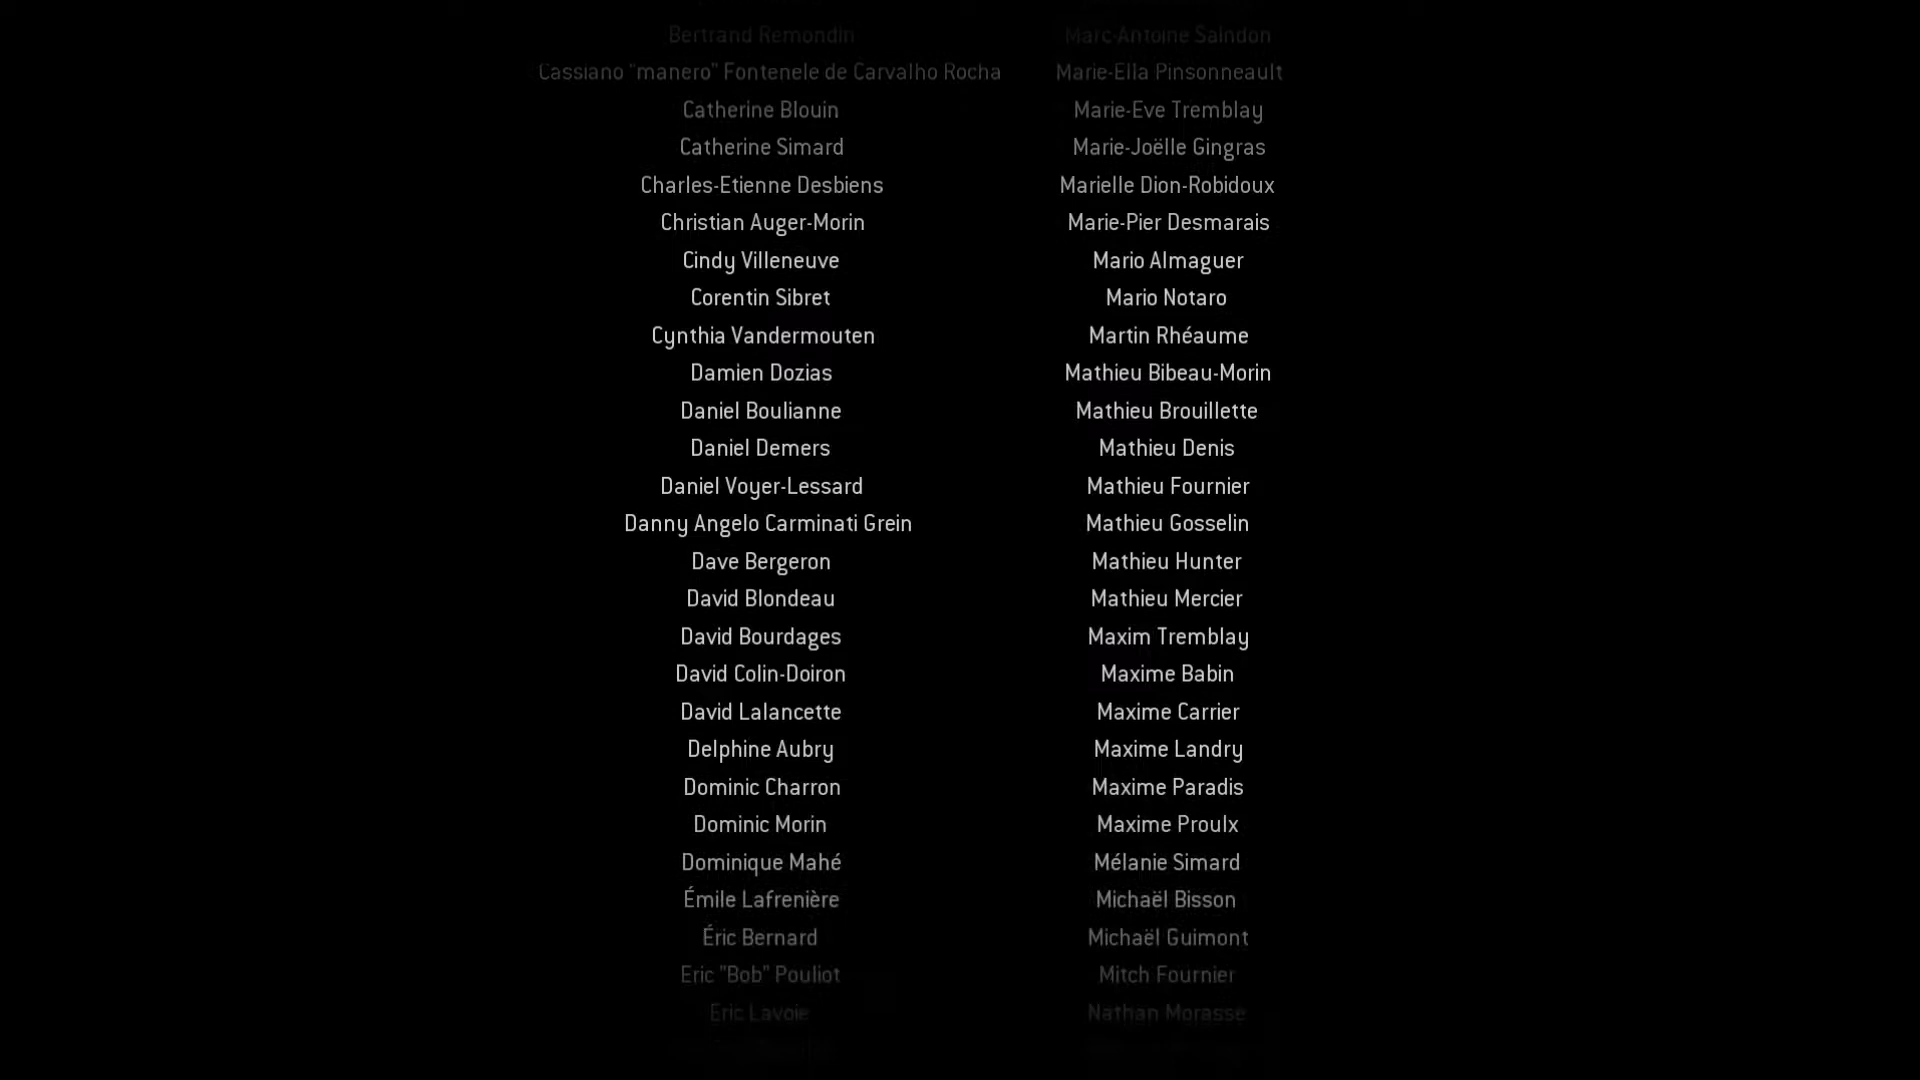 Bertrand Remondin
Cassiano "manero" Fontenele de Carvalho Rocha
Catherine Blouin
Catherine Simard
Charles-Etienne Desbiens
Christian Auger-Morin
Cindy Villeneuve
Corentin Sibret
Cynthia Vandermouten
Damien Dozias
Daniel Boulianne
Daniel Demers
Daniel Voyer-Lessard
Danny Angelo Carminati Grein
Dave Bergeron
David Blondeau
David Bourdages
David Colin-Doiron
David Lalancette
Delphine Aubry
Dominic Charron
Dominic Morin
Dominique Mahé
Émile Lafrenière
Éric Bernard
Eric "Bob" Pouliot
Eric Lavoie
Marc-Antoine Saindon
Marie-Ella Pinsonneault
Marie-Eve Tremblay
Marie-Joëlle Gingras
Marielle Dion-Robidoux
Marie-Pier Desmarais
Mario Almaguer
Mario Notaro
Martin Rhéaume
Mathieu Bibeau-Morin
Mathieu Brouillette
Mathieu Denis
Mathieu Fournier
Mathieu Gosselin
Mathieu Hunter
Mathieu Mercier
Maxim Tremblay
Maxime Babin
Maxime Carrier
Maxime Landry
Maxime Paradis
Maxime Proulx
Mélanie Simard
Michaël Bisson
Michaël Guimont
Mitch Fournier
Nathan Morasse